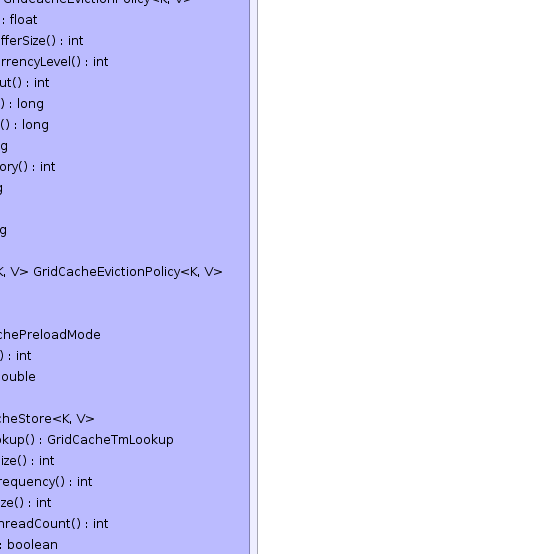 GridCacheEvictionPolicy<K, V>
: float
fferSize() : int
rrencyLevel() : int
ut() : int
) : long
() : long
g
ory() : int
g
g
K, V> GridCacheEvictionPolicy<K, V>
chePreloadMode
) : int
ouble
cheStore<K, V>
okup() : GridCacheTmLookup
ize() : int
requency() : int
ze() : int
hreadCount() : int
: boolean